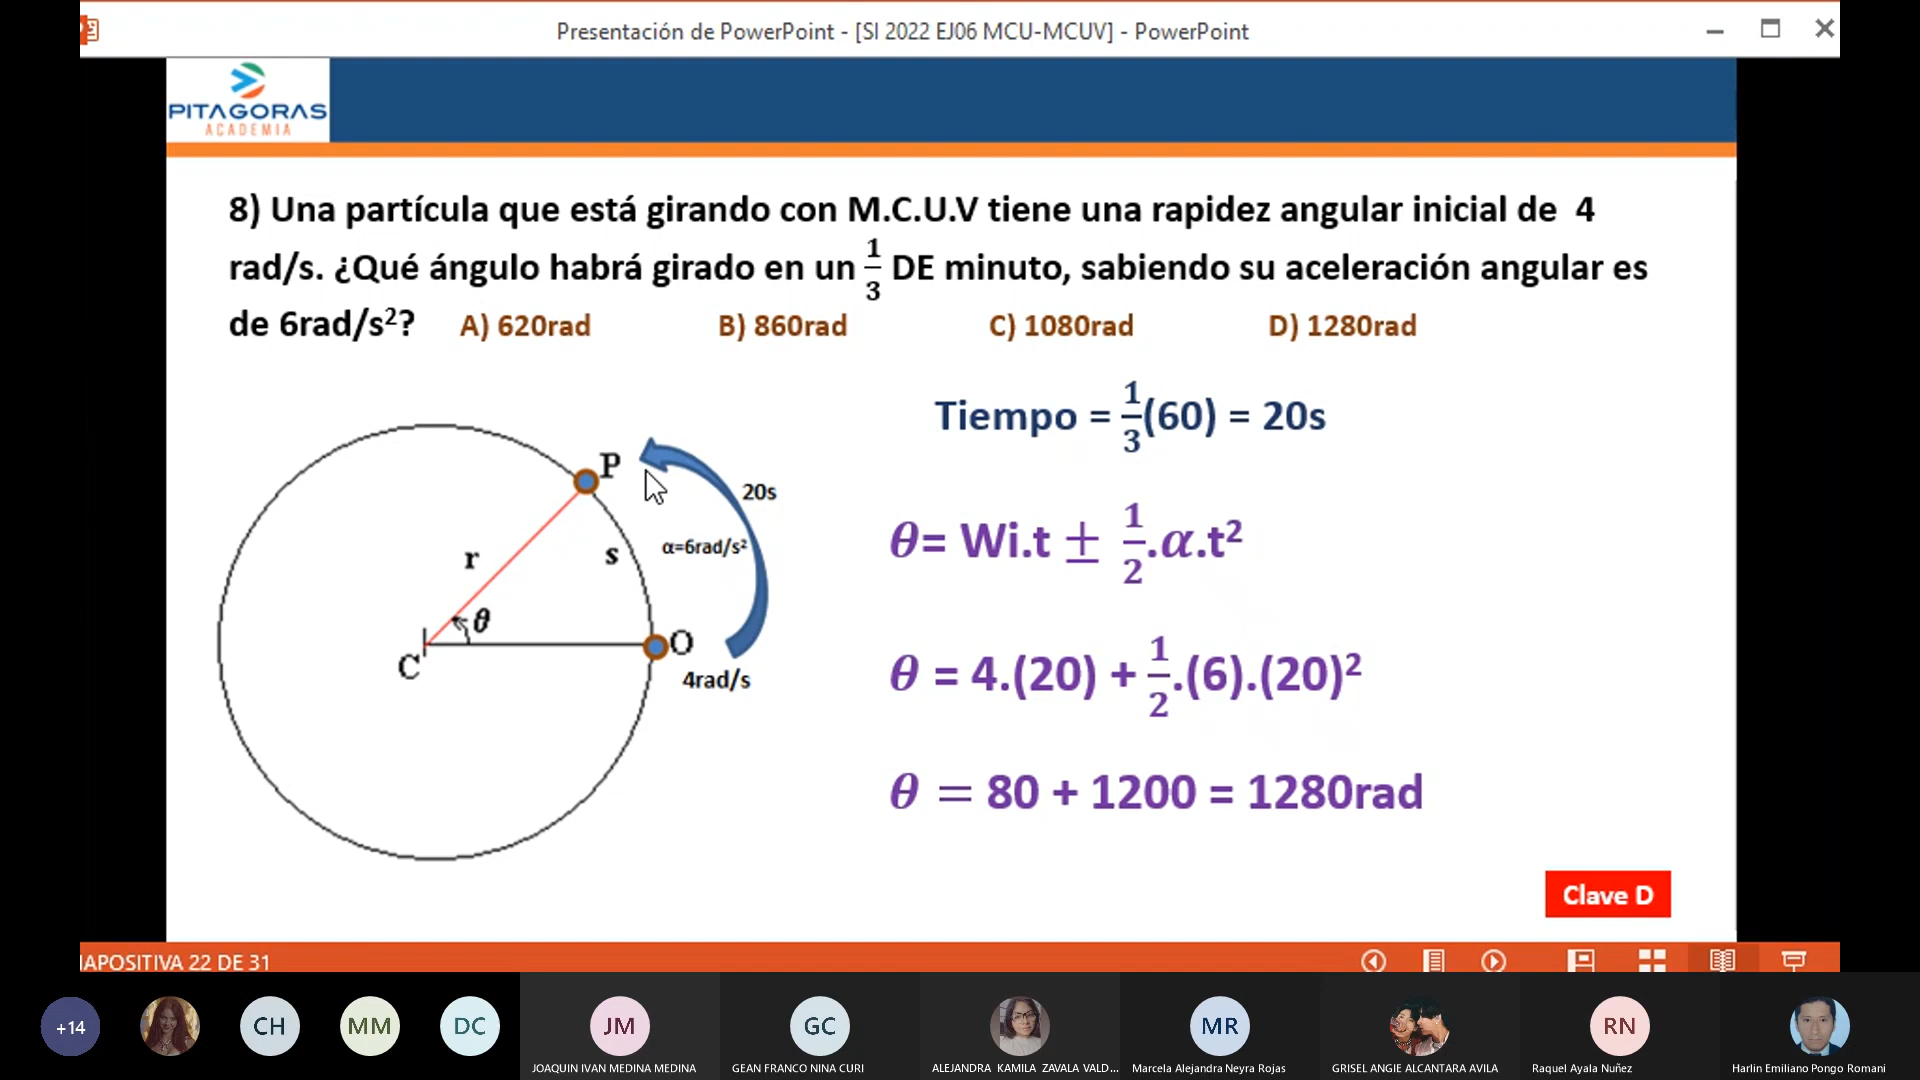 Presentación de PowerPoint - [SI 2022 EJ06 MCU-MCUV] - PowerPoint
PITAGORAS
ACADEMIA
8) Una partícula que está girando con M.C.U.V tiene una rapidez angular inicial de 4
rad/s. ¿Qué ángulo habrá girado en un 1/3 DE minuto, sabiendo su aceleración angular es
de 6rad/s²? A) 620rad B) 860rad C) 1080rad D) 1280rad
Tiempo = 1/3(60) = 20s
P
20s
r
s
α=6rad/s²
θ= Wi.t ± 1/2.α.t²
θ
C
O
4rad/s
θ = 4.(20) + 1/2.(6).(20)²
θ = 80 + 1200 = 1280rad
Clave D
IAPOSITIVA 22 DE 31
+14
CH
MM
DC
JM
GC
MR
RN
JOAQUIN IVAN MEDINA MEDINA
GEAN FRANCO NINA CURI
ALEJANDRA KAMILA ZAVALA VALD...
Marcela Alejandra Neyra Rojas
GRISEL ANGIE ALCANTARA AVILA
Raquel Ayala Nuñez
Harlin Emiliano Pongo Romani